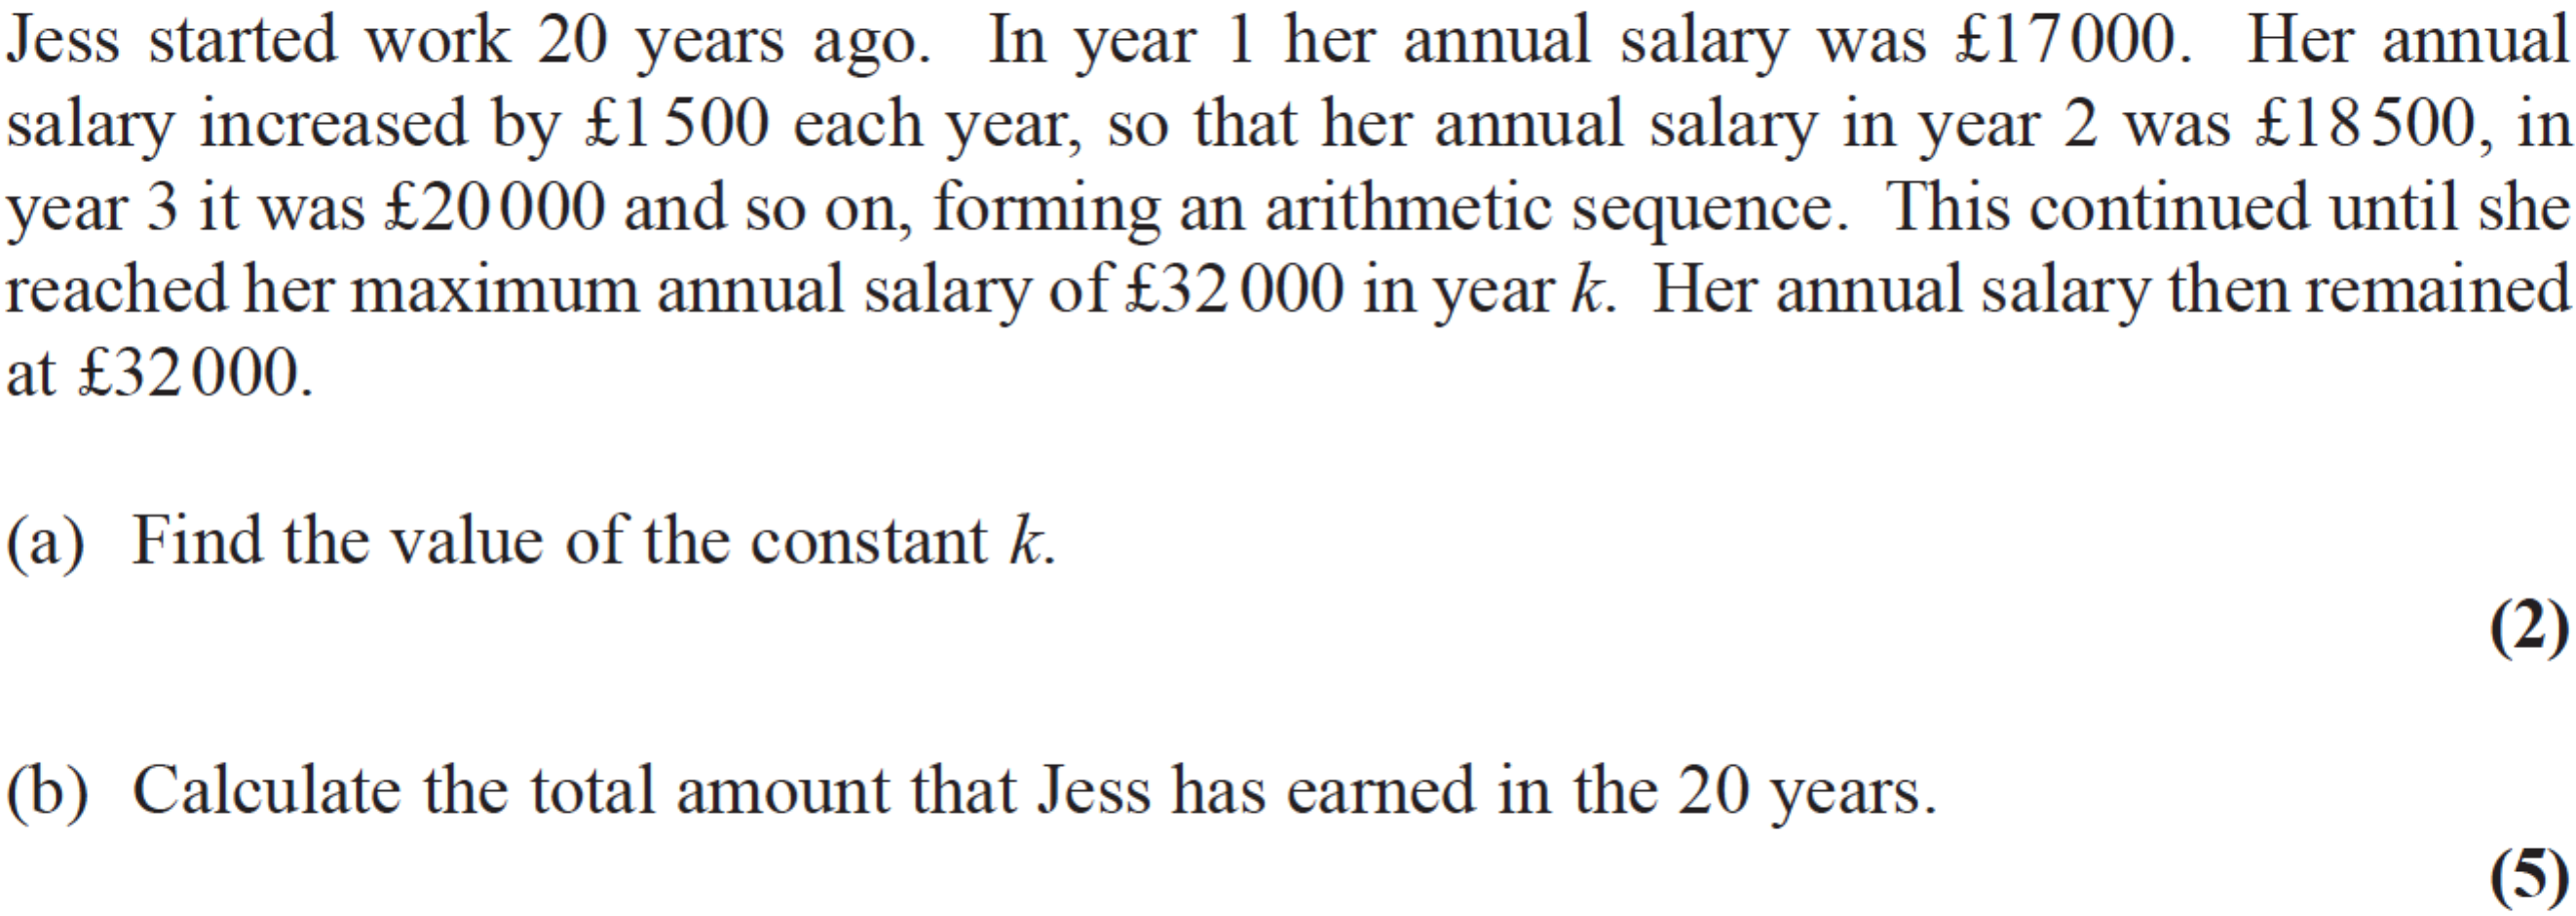 Jess started work 20 years ago. In year 1 her annual salary was £17 000. Her annual
salary increased by £1 500 each year, so that her annual salary in year 2 was £18 500, in
year 3 it was £20 000 and so on, forming an arithmetic sequence. This continued until she
reached her maximum annual salary of £32 000 in year k. Her annual salary then remained
at £32 000.
(a) Find the value of the constant k.
(2)
(b) Calculate the total amount that Jess has earned in the 20 years.
(5)